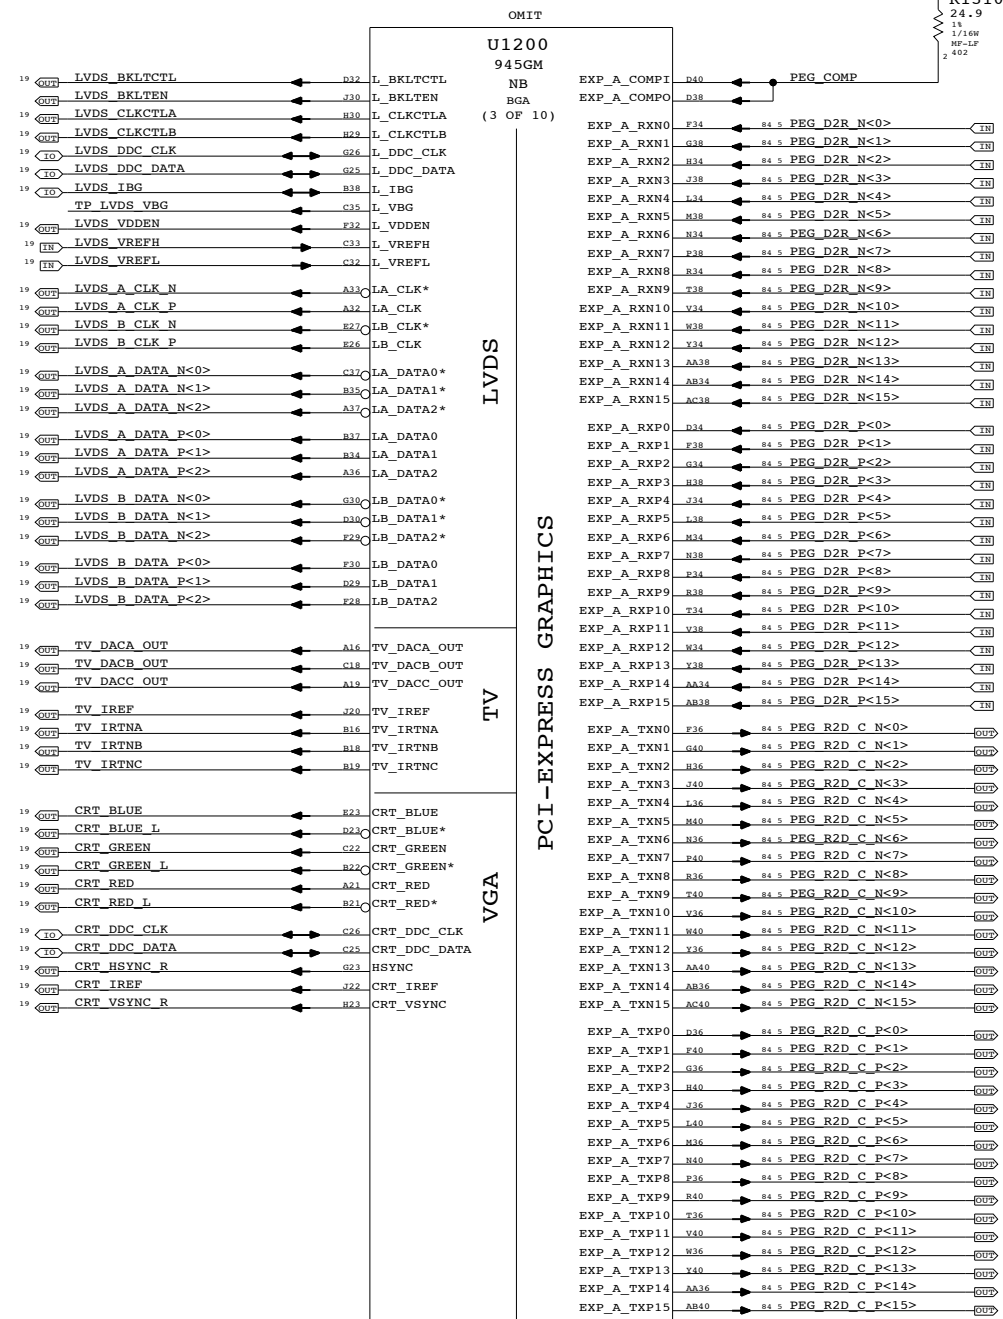 OMIT
R1310
24.9
1%
1/16W
MF-LF
402
2
U1200
945GM
NB
BGA
(3 OF 10)
19 OUT LVDS_BKLTCTL D32 L_BKLTCTL
OUT LVDS_BKLTEN J30 L_BKLTEN
19 OUT LVDS_CLKCTLA H30 L_CLKCTLA
19 OUT LVDS_CLKCTLB H29 L_CLKCTLB
19 IO LVDS_DDC_CLK G26 L_DDC_CLK
19 IO LVDS_DDC_DATA G25 L_DDC_DATA
19 IO LVDS_IBG B38 L_IBG
TP_LVDS_VBG C35 L_VBG
19 OUT LVDS_VDDEN F32 L_VDDEN
19 IN LVDS_VREFH C33 L_VREFH
19 IN LVDS_VREFL C32 L_VREFL
19 OUT LVDS_A_CLK_N A33 LA_CLK*
19 OUT LVDS_A_CLK_P A32 LA_CLK
19 OUT LVDS_B_CLK_N E27 LB_CLK*
19 OUT LVDS_B_CLK_P E26 LB_CLK
19 OUT LVDS_A_DATA_N<0> C37 LA_DATA0*
19 OUT LVDS_A_DATA_N<1> B35 LA_DATA1*
19 OUT LVDS_A_DATA_N<2> A37 LA_DATA2*
19 OUT LVDS_A_DATA_P<0> B37 LA_DATA0
19 OUT LVDS_A_DATA_P<1> B34 LA_DATA1
19 OUT LVDS_A_DATA_P<2> A36 LA_DATA2
19 OUT LVDS_B_DATA_N<0> G30 LB_DATA0*
19 OUT LVDS_B_DATA_N<1> D30 LB_DATA1*
19 OUT LVDS_B_DATA_N<2> F29 LB_DATA2*
19 OUT LVDS_B_DATA_P<0> F30 LB_DATA0
19 OUT LVDS_B_DATA_P<1> D29 LB_DATA1
19 OUT LVDS_B_DATA_P<2> F28 LB_DATA2
LVDS
19 OUT TV_DACA_OUT A16 TV_DACA_OUT
19 OUT TV_DACB_OUT C18 TV_DACB_OUT
19 OUT TV_DACC_OUT A19 TV_DACC_OUT
19 OUT TV_IREF J20 TV_IREF
19 OUT TV_IRTNA B16 TV_IRTNA
19 OUT TV_IRTNB B18 TV_IRTNB
19 OUT TV_IRTNC B19 TV_IRTNC
TV
19 OUT CRT_BLUE E23 CRT_BLUE
19 OUT CRT_BLUE_L D23 CRT_BLUE*
19 OUT CRT_GREEN C22 CRT_GREEN
19 OUT CRT_GREEN_L B22 CRT_GREEN*
19 OUT CRT_RED A21 CRT_RED
19 OUT CRT_RED_L B21 CRT_RED*
19 IO CRT_DDC_CLK C26 CRT_DDC_CLK
19 IO CRT_DDC_DATA C25 CRT_DDC_DATA
19 OUT CRT_HSYNC_R G23 HSYNC
19 OUT CRT_IREF J22 CRT_IREF
19 OUT CRT_VSYNC_R H23 CRT_VSYNC
VGA
PCI-EXPRESS GRAPHICS
EXP_A_COMPI D40 PEG_COMP
EXP_A_COMPO D38
EXP_A_RXN0 F34 84 5 PEG_D2R_N<0> IN
EXP_A_RXN1 G38 84 5 PEG_D2R_N<1> IN
EXP_A_RXN2 H34 84 5 PEG_D2R_N<2> IN
EXP_A_RXN3 J38 84 5 PEG_D2R_N<3> IN
EXP_A_RXN4 L34 84 5 PEG_D2R_N<4> IN
EXP_A_RXN5 M38 84 5 PEG_D2R_N<5> IN
EXP_A_RXN6 N34 84 5 PEG_D2R_N<6> IN
EXP_A_RXN7 P38 84 5 PEG_D2R_N<7> IN
EXP_A_RXN8 R34 84 5 PEG_D2R_N<8> IN
EXP_A_RXN9 T38 84 5 PEG_D2R_N<9> IN
EXP_A_RXN10 V34 84 5 PEG_D2R_N<10> IN
EXP_A_RXN11 W38 84 5 PEG_D2R_N<11> IN
EXP_A_RXN12 Y34 84 5 PEG_D2R_N<12> IN
EXP_A_RXN13 AA38 84 5 PEG_D2R_N<13> IN
EXP_A_RXN14 AB34 84 5 PEG_D2R_N<14> IN
EXP_A_RXN15 AC38 84 5 PEG_D2R_N<15> IN
EXP_A_RXP0 D34 84 5 PEG_D2R_P<0> IN
EXP_A_RXP1 F38 84 5 PEG_D2R_P<1> IN
EXP_A_RXP2 G34 84 5 PEG_D2R_P<2> IN
EXP_A_RXP3 H38 84 5 PEG_D2R_P<3> IN
EXP_A_RXP4 J34 84 5 PEG_D2R_P<4> IN
EXP_A_RXP5 L38 84 5 PEG_D2R_P<5> IN
EXP_A_RXP6 M34 84 5 PEG_D2R_P<6> IN
EXP_A_RXP7 N38 84 5 PEG_D2R_P<7> IN
EXP_A_RXP8 P34 84 5 PEG_D2R_P<8> IN
EXP_A_RXP9 R38 84 5 PEG_D2R_P<9> IN
EXP_A_RXP10 T34 84 5 PEG_D2R_P<10> IN
EXP_A_RXP11 V38 84 5 PEG_D2R_P<11> IN
EXP_A_RXP12 W34 84 5 PEG_D2R_P<12> IN
EXP_A_RXP13 Y38 84 5 PEG_D2R_P<13> IN
EXP_A_RXP14 AA34 84 5 PEG_D2R_P<14> IN
EXP_A_RXP15 AB38 84 5 PEG_D2R_P<15> IN
EXP_A_TXN0 F36 84 5 PEG_R2D_C_N<0> OUT
EXP_A_TXN1 G40 84 5 PEG_R2D_C_N<1> OUT
EXP_A_TXN2 H36 84 5 PEG_R2D_C_N<2> OUT
EXP_A_TXN3 J40 84 5 PEG_R2D_C_N<3> OUT
EXP_A_TXN4 L36 84 5 PEG_R2D_C_N<4> OUT
EXP_A_TXN5 M40 84 5 PEG_R2D_C_N<5> OUT
EXP_A_TXN6 N36 84 5 PEG_R2D_C_N<6> OUT
EXP_A_TXN7 P40 84 5 PEG_R2D_C_N<7> OUT
EXP_A_TXN8 R36 84 5 PEG_R2D_C_N<8> OUT
EXP_A_TXN9 T40 84 5 PEG_R2D_C_N<9> OUT
EXP_A_TXN10 V36 84 5 PEG_R2D_C_N<10> OUT
EXP_A_TXN11 W40 84 5 PEG_R2D_C_N<11> OUT
EXP_A_TXN12 Y36 84 5 PEG_R2D_C_N<12> OUT
EXP_A_TXN13 AA40 84 5 PEG_R2D_C_N<13> OUT
EXP_A_TXN14 AB36 84 5 PEG_R2D_C_N<14> OUT
EXP_A_TXN15 AC40 84 5 PEG_R2D_C_N<15> OUT
EXP_A_TXP0 D36 84 5 PEG_R2D_C_P<0> OUT
EXP_A_TXP1 F40 84 5 PEG_R2D_C_P<1> OUT
EXP_A_TXP2 G36 84 5 PEG_R2D_C_P<2> OUT
EXP_A_TXP3 H40 84 5 PEG_R2D_C_P<3> OUT
EXP_A_TXP4 J36 84 5 PEG_R2D_C_P<4> OUT
EXP_A_TXP5 L40 84 5 PEG_R2D_C_P<5> OUT
EXP_A_TXP6 M36 84 5 PEG_R2D_C_P<6> OUT
EXP_A_TXP7 N40 84 5 PEG_R2D_C_P<7> OUT
EXP_A_TXP8 P36 84 5 PEG_R2D_C_P<8> OUT
EXP_A_TXP9 R40 84 5 PEG_R2D_C_P<9> OUT
EXP_A_TXP10 T36 84 5 PEG_R2D_C_P<10> OUT
EXP_A_TXP11 V40 84 5 PEG_R2D_C_P<11> OUT
EXP_A_TXP12 W36 84 5 PEG_R2D_C_P<12> OUT
EXP_A_TXP13 Y40 84 5 PEG_R2D_C_P<13> OUT
EXP_A_TXP14 AA36 84 5 PEG_R2D_C_P<14> OUT
EXP_A_TXP15 AB40 84 5 PEG_R2D_C_P<15> OUT